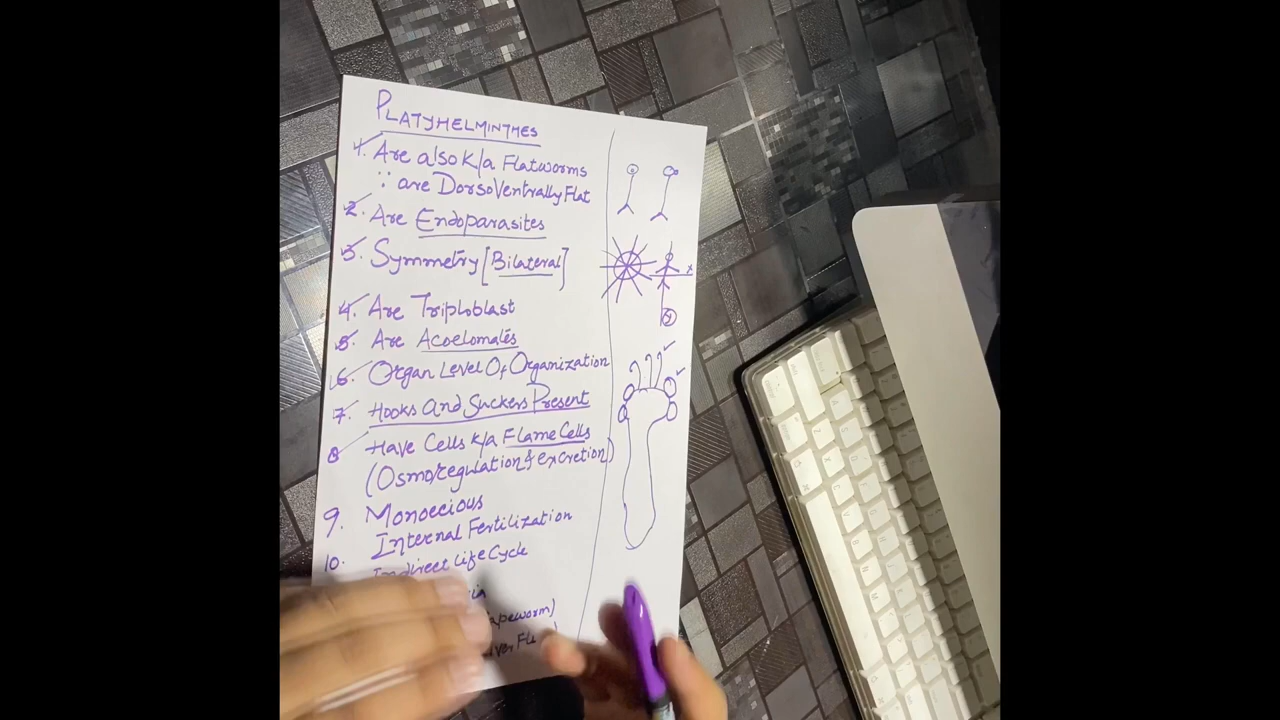 PLATYHELMINTHES
1. Are also K/a Flatworms
∵ are DorsoVentrally Flat
2. Are Endoparasites
3. Symmetry [Bilateral]
4. Are Triploblast
5. Are Acoelomates
6. Organ Level Of Organization
7. Hooks And Suckers Present
8 Have Cells k/a Flame Cells
(Osmoregulation & excretion)
9. Monoecious
Internal Fertilization
10. Indirect Life Cycle
x
y